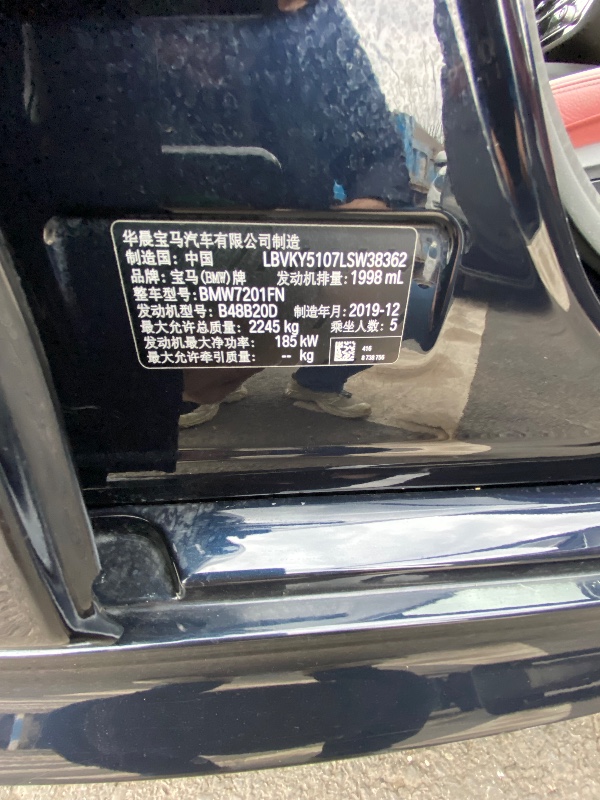 华晨宝马汽车有限公司制造
制造国：中国 LBVKY5107LSW38362
品牌：宝马(BMW)牌 发动机排量：1998 mL
整车型号：BMW7201FN
发动机型号：B48B20D 制造年月：2019-12
最大允许总质量：2245 kg 乘坐人数：5
发动机最大净功率： 185 kW
最大允许牵引质量： -- kg
416
8 738 756